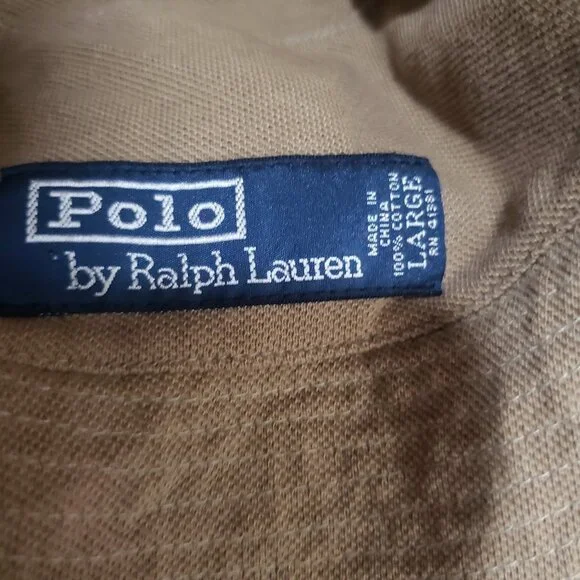 Polo
by Ralph Lauren
MADE IN
CHINA
100% COTTON
LARGE
RN 41381